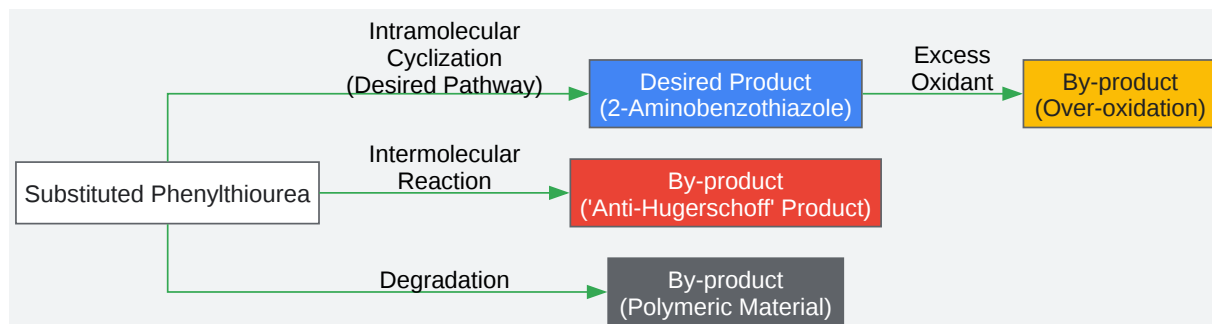 Intramolecular
Cyclization
(Desired Pathway)
Desired Product
(2-Aminobenzothiazole)
Excess
Oxidant
By-product
(Over-oxidation)
Substituted Phenylthiourea
Intermolecular
Reaction
By-product
('Anti-Hugerschoff' Product)
Degradation
By-product
(Polymeric Material)